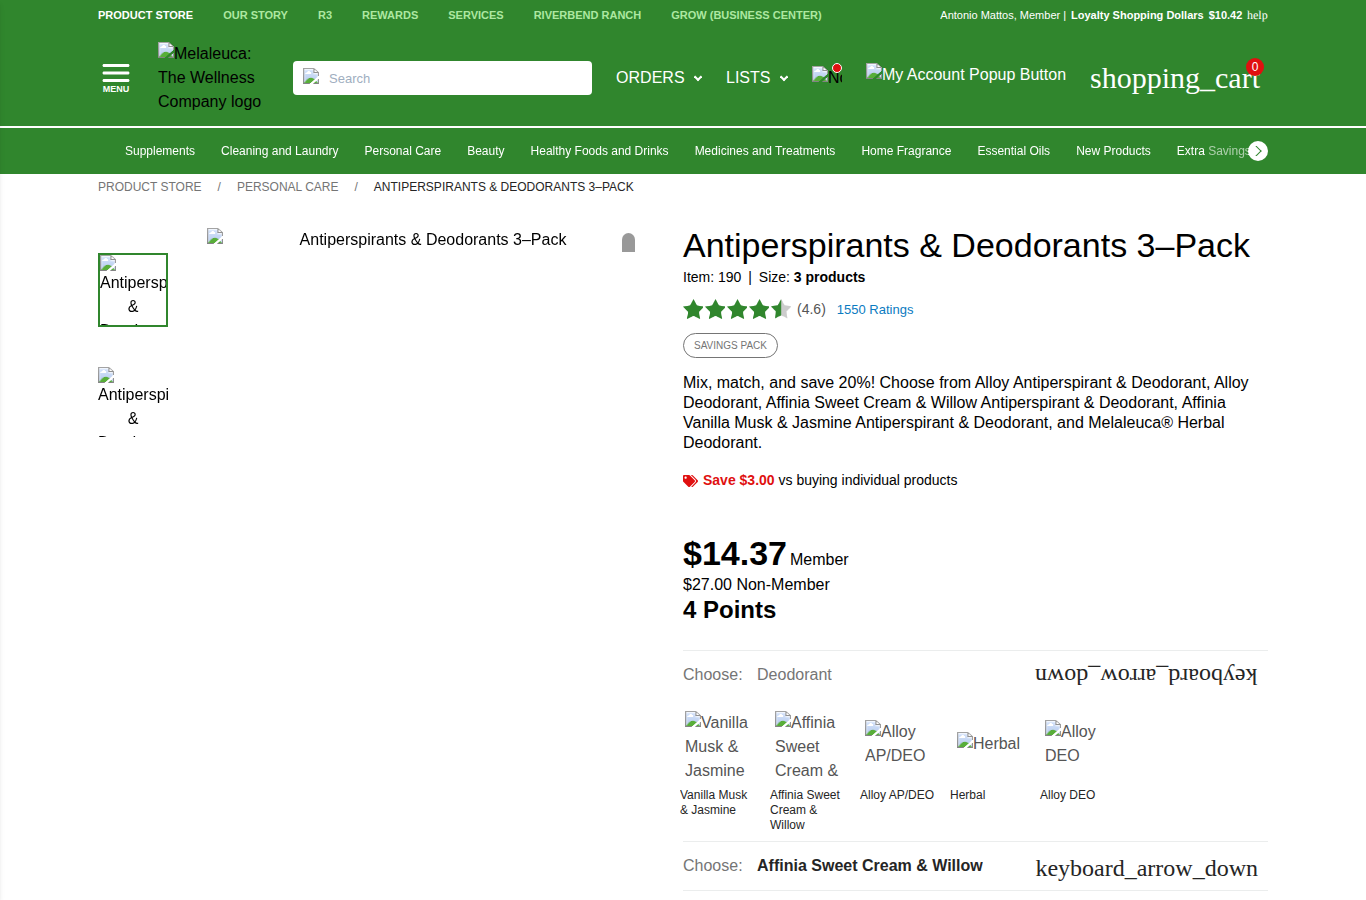 PRODUCT STORE OUR STORY R3 REWARDS SERVICES RIVERBEND RANCH GROW (BUSINESS CENTER) Antonio Mattos, Member | Loyalty Shopping Dollars $10.42 help
MENU
Melaleuca:
The Wellness
Company logo
Search
ORDERS LISTS My Account Popup Button shopping_cart 0
Supplements Cleaning and Laundry Personal Care Beauty Healthy Foods and Drinks Medicines and Treatments Home Fragrance Essential Oils New Products Extra Savings
PRODUCT STORE / PERSONAL CARE / ANTIPERSPIRANTS & DEODORANTS 3–PACK
Antipersp
&
Antiperspi
&
Antiperspirants & Deodorants 3–Pack
Antiperspirants & Deodorants 3–Pack
Item: 190 | Size: 3 products
(4.6) 1550 Ratings
SAVINGS PACK
Mix, match, and save 20%! Choose from Alloy Antiperspirant & Deodorant, Alloy
Deodorant, Affinia Sweet Cream & Willow Antiperspirant & Deodorant, Affinia
Vanilla Musk & Jasmine Antiperspirant & Deodorant, and Melaleuca® Herbal
Deodorant.
Save $3.00 vs buying individual products
$14.37 Member
$27.00 Non-Member
4 Points
Choose: Deodorant keyboard_arrow_down
Vanilla
Musk &
Jasmine
Affinia
Sweet
Cream &
Alloy
AP/DEO
Herbal
Alloy
DEO
Vanilla Musk
& Jasmine
Affinia Sweet
Cream &
Willow
Alloy AP/DEO
Herbal
Alloy DEO
Choose: Affinia Sweet Cream & Willow keyboard_arrow_down